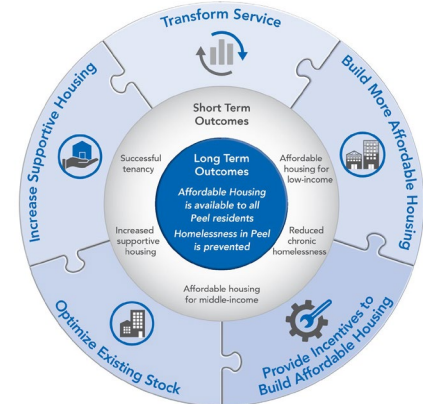 Transform Service
Build More Affordable Housing
Provide Incentives to
Build Affordable Housing
Optimize Existing Stock
Increase Supportive Housing
Short Term
Outcomes
Successful
tenancy
Affordable
housing for
low-income
Increased
supportive
housing
Reduced
chronic
homelessness
Affordable housing
for middle-income
Long Term
Outcomes
Affordable Housing
is available to all
Peel residents
Homelessness in Peel
is prevented